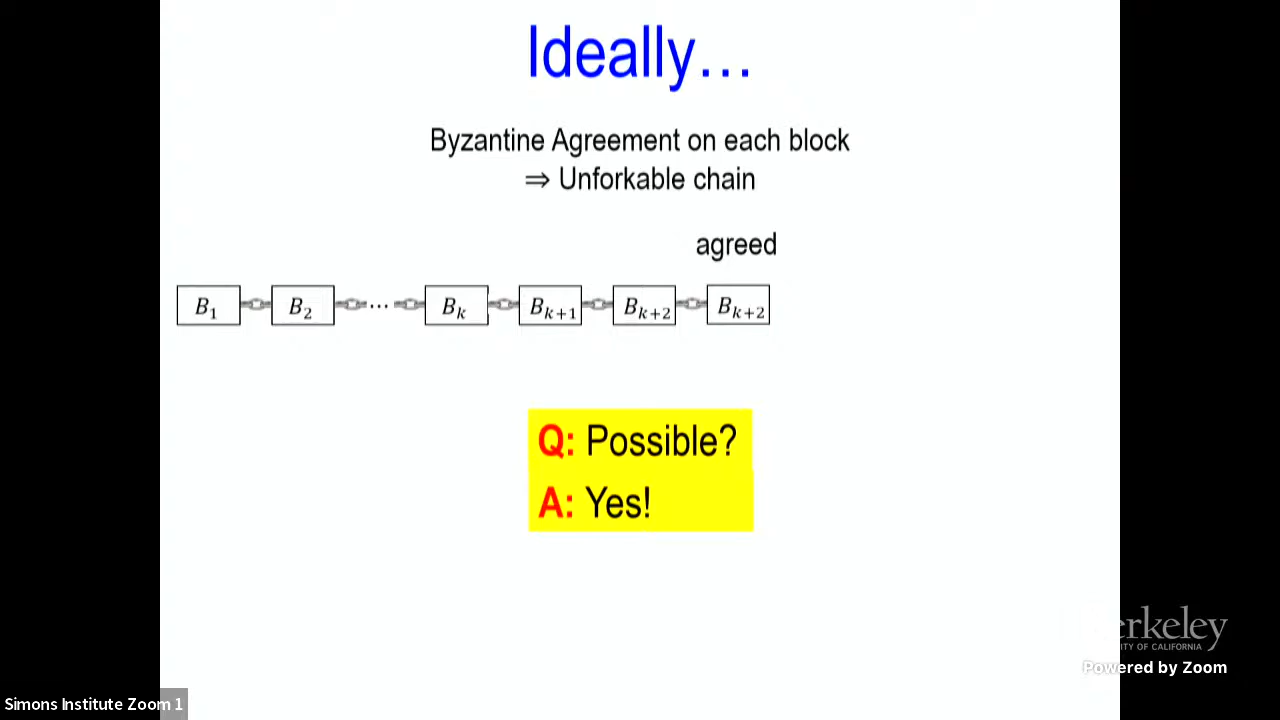 Ideally…
Byzantine Agreement on each block
⇒ Unforkable chain
agreed
B₁ B₂ … Bₖ Bₖ₊₁ Bₖ₊₂ Bₖ₊₂
Q: Possible?
A: Yes!
Powered by Zoom
Simons Institute Zoom 1